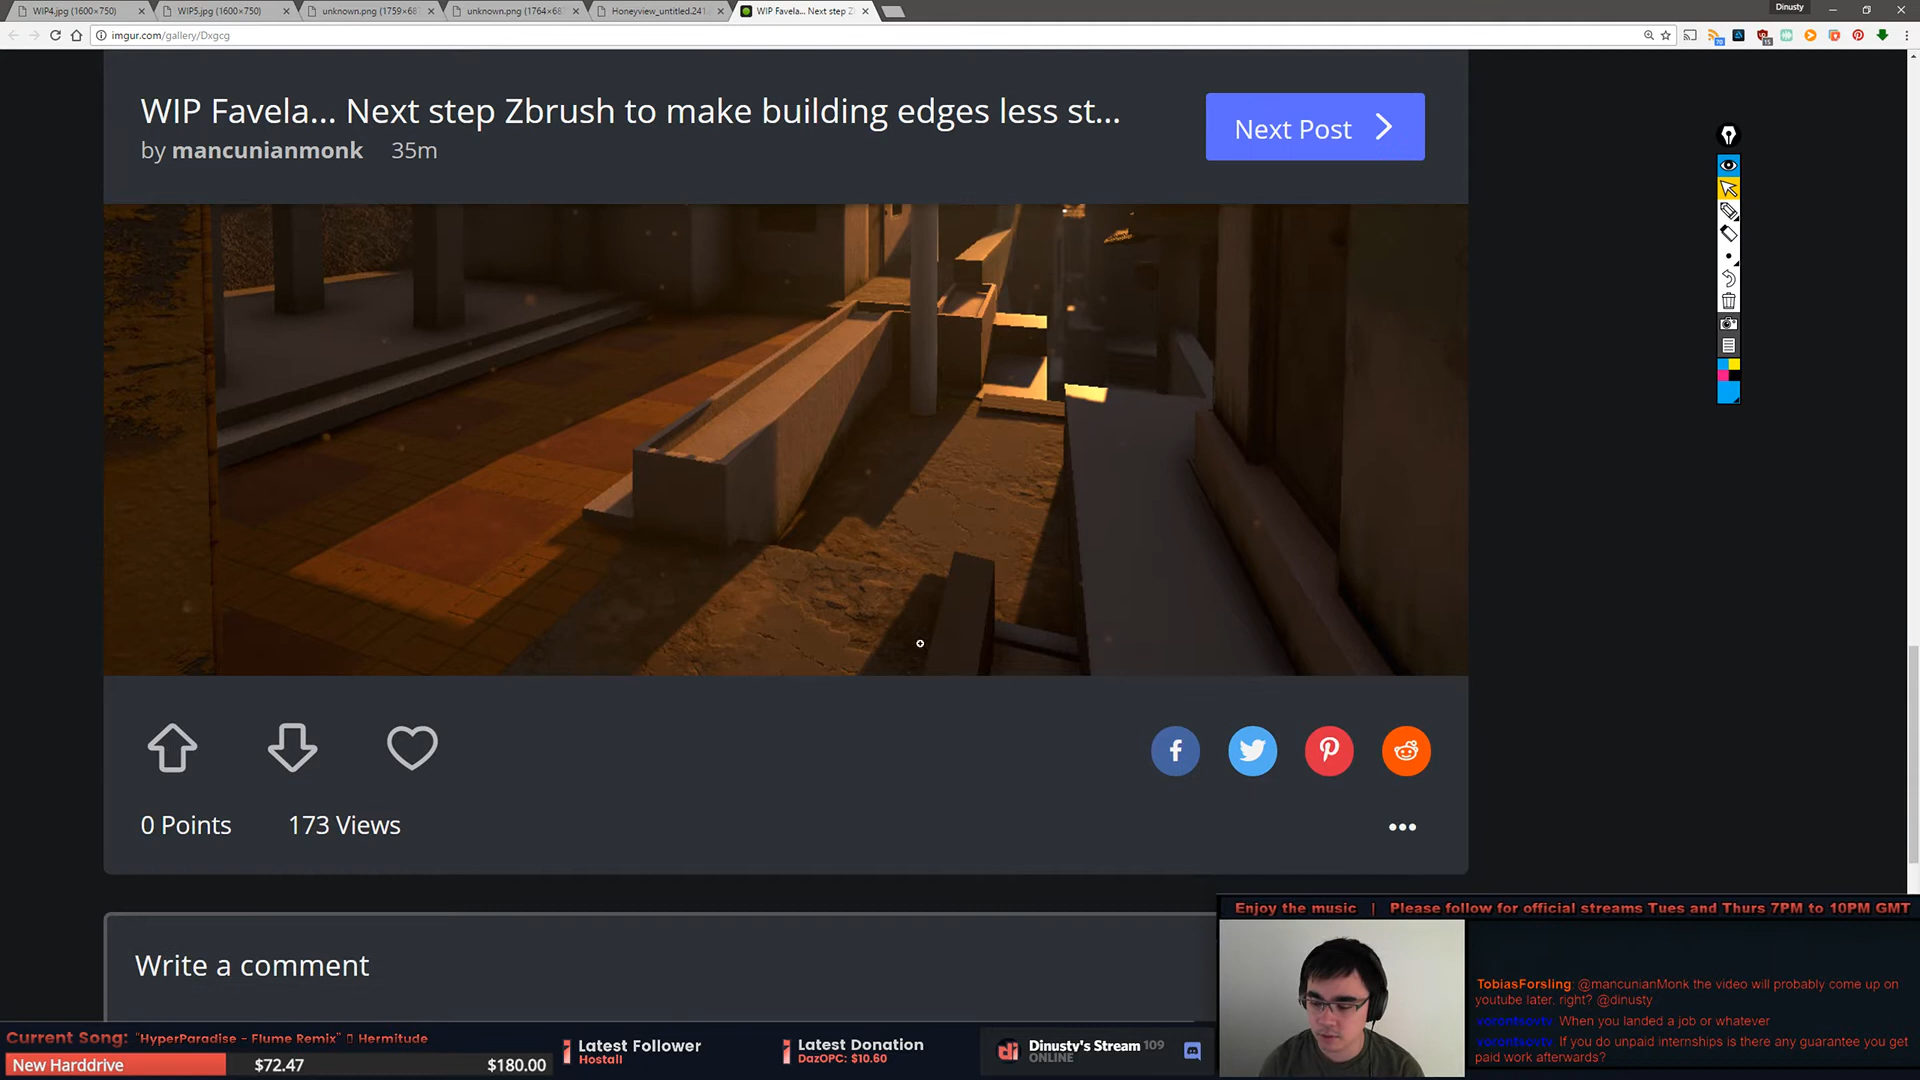 WIP4.jpg (1600×750)
WIP5.jpg (1600×750)
unknown.png (1759×68
unknown.png (1764×68
Honeyview_untitled.241
WIP Favela... Next step Z
Dinusty
imgur.com/gallery/Dxgcg
WIP Favela... Next step Zbrush to make building edges less st...
by mancunianmonk 35m
Next Post
0 Points
173 Views
Write a comment
Enjoy the music | Please follow for official streams Tues and Thurs 7PM to 10PM GMT
TobiasForsling: @mancunianMonk the video will probably come up on
youtube later, right? @dinusty
vorontsovtv: When you landed a job or whatever
vorontsovtv: If you do unpaid internships is there any guarantee you get
paid work afterwards?
Current Song: "HyperParadise - Flume Remix" Hermitude
New Harddrive $72.47 $180.00
Latest Follower
Hostall
Latest Donation
DazOPC: $10.60
Dinusty's Stream 109
ONLINE